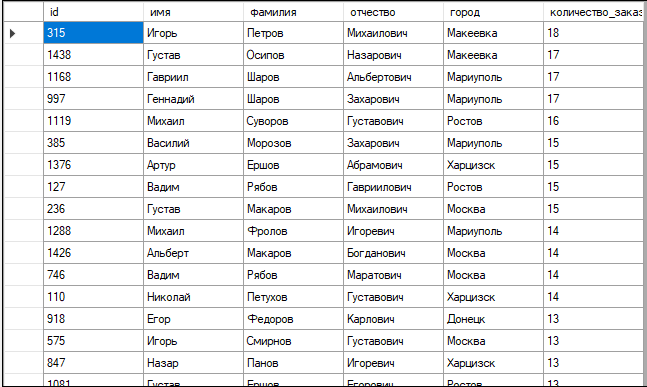 id имя фамилия отчество город количество_заказ
315 Игорь Петров Михаилович Макеевка 18
1438 Густав Осипов Назарович Макеевка 17
1168 Гавриил Шаров Альбертович Мариуполь 17
997 Геннадий Шаров Захарович Мариуполь 17
1119 Михаил Суворов Густавович Ростов 16
385 Василий Морозов Захарович Мариуполь 15
1376 Артур Ершов Абрамович Харцизск 15
127 Вадим Рябов Гавриилович Ростов 15
236 Густав Макаров Михаилович Москва 15
1288 Михаил Фролов Игоревич Мариуполь 14
1426 Альберт Макаров Богданович Москва 14
746 Вадим Рябов Маратович Москва 14
110 Николай Петухов Густавович Харцизск 14
918 Егор Федоров Карлович Донецк 13
575 Игорь Смирнов Густавович Москва 13
847 Назар Панов Игоревич Харцизск 13
1081 Густав Ершов Егорович Ростов 13